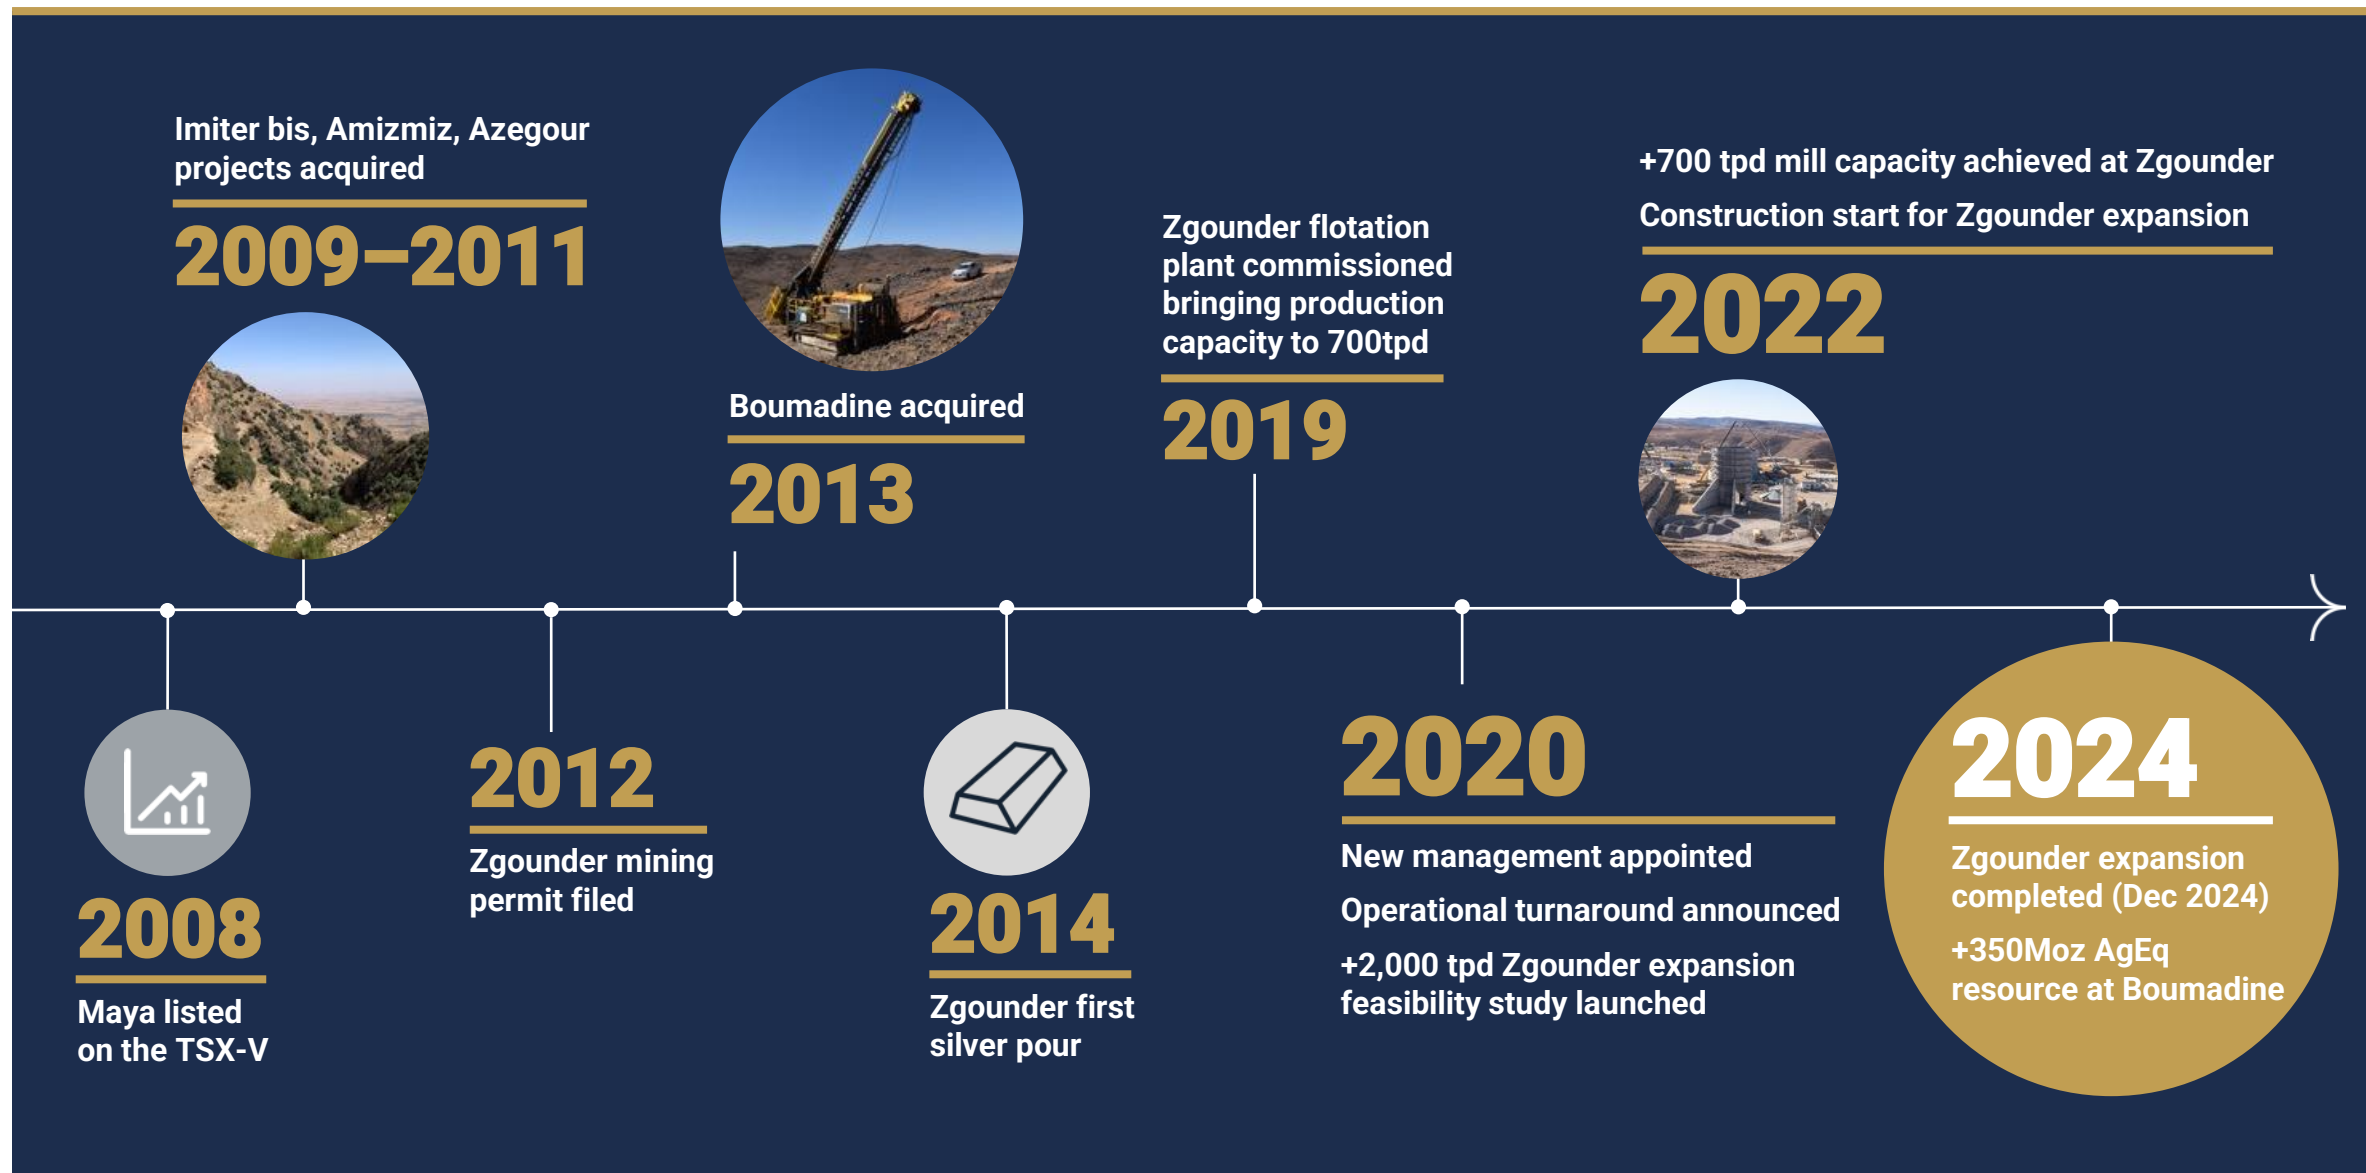 Imiter bis, Amizmiz, Azegour
projects acquired
2009–2011
Boumadine acquired
2013
Zgounder flotation
plant commissioned
bringing production
capacity to 700tpd
2019
+700 tpd mill capacity achieved at Zgounder
Construction start for Zgounder expansion
2022
2008
Maya listed
on the TSX-V
2012
Zgounder mining
permit filed
2014
Zgounder first
silver pour
2020
New management appointed
Operational turnaround announced
+2,000 tpd Zgounder expansion
feasibility study launched
2024
Zgounder expansion
completed (Dec 2024)
+350Moz AgEq
resource at Boumadine